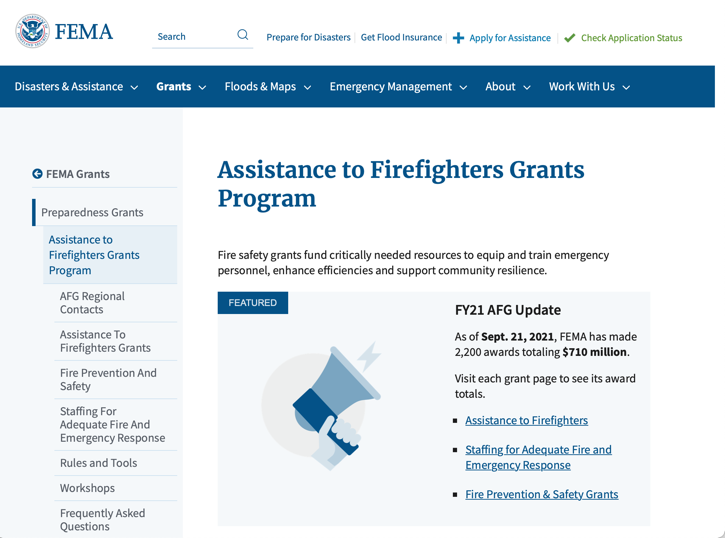 FEMA
Search
Prepare for Disasters
Get Flood Insurance
Apply for Assistance
Check Application Status
Disasters & Assistance
Grants
Floods & Maps
Emergency Management
About
Work With Us
FEMA Grants
Preparedness Grants
Assistance to
Firefighters Grants
Program
AFG Regional
Contacts
Assistance To
Firefighters Grants
Fire Prevention And
Safety
Staffing For
Adequate Fire And
Emergency Response
Rules and Tools
Workshops
Frequently Asked
Questions
Assistance to Firefighters Grants
Program
Fire safety grants fund critically needed resources to equip and train emergency
personnel, enhance efficiencies and support community resilience.
FEATURED
FY21 AFG Update
As of Sept. 21, 2021, FEMA has made
2,200 awards totaling $710 million.
Visit each grant page to see its award
totals.
Assistance to Firefighters
Staffing for Adequate Fire and
Emergency Response
Fire Prevention & Safety Grants